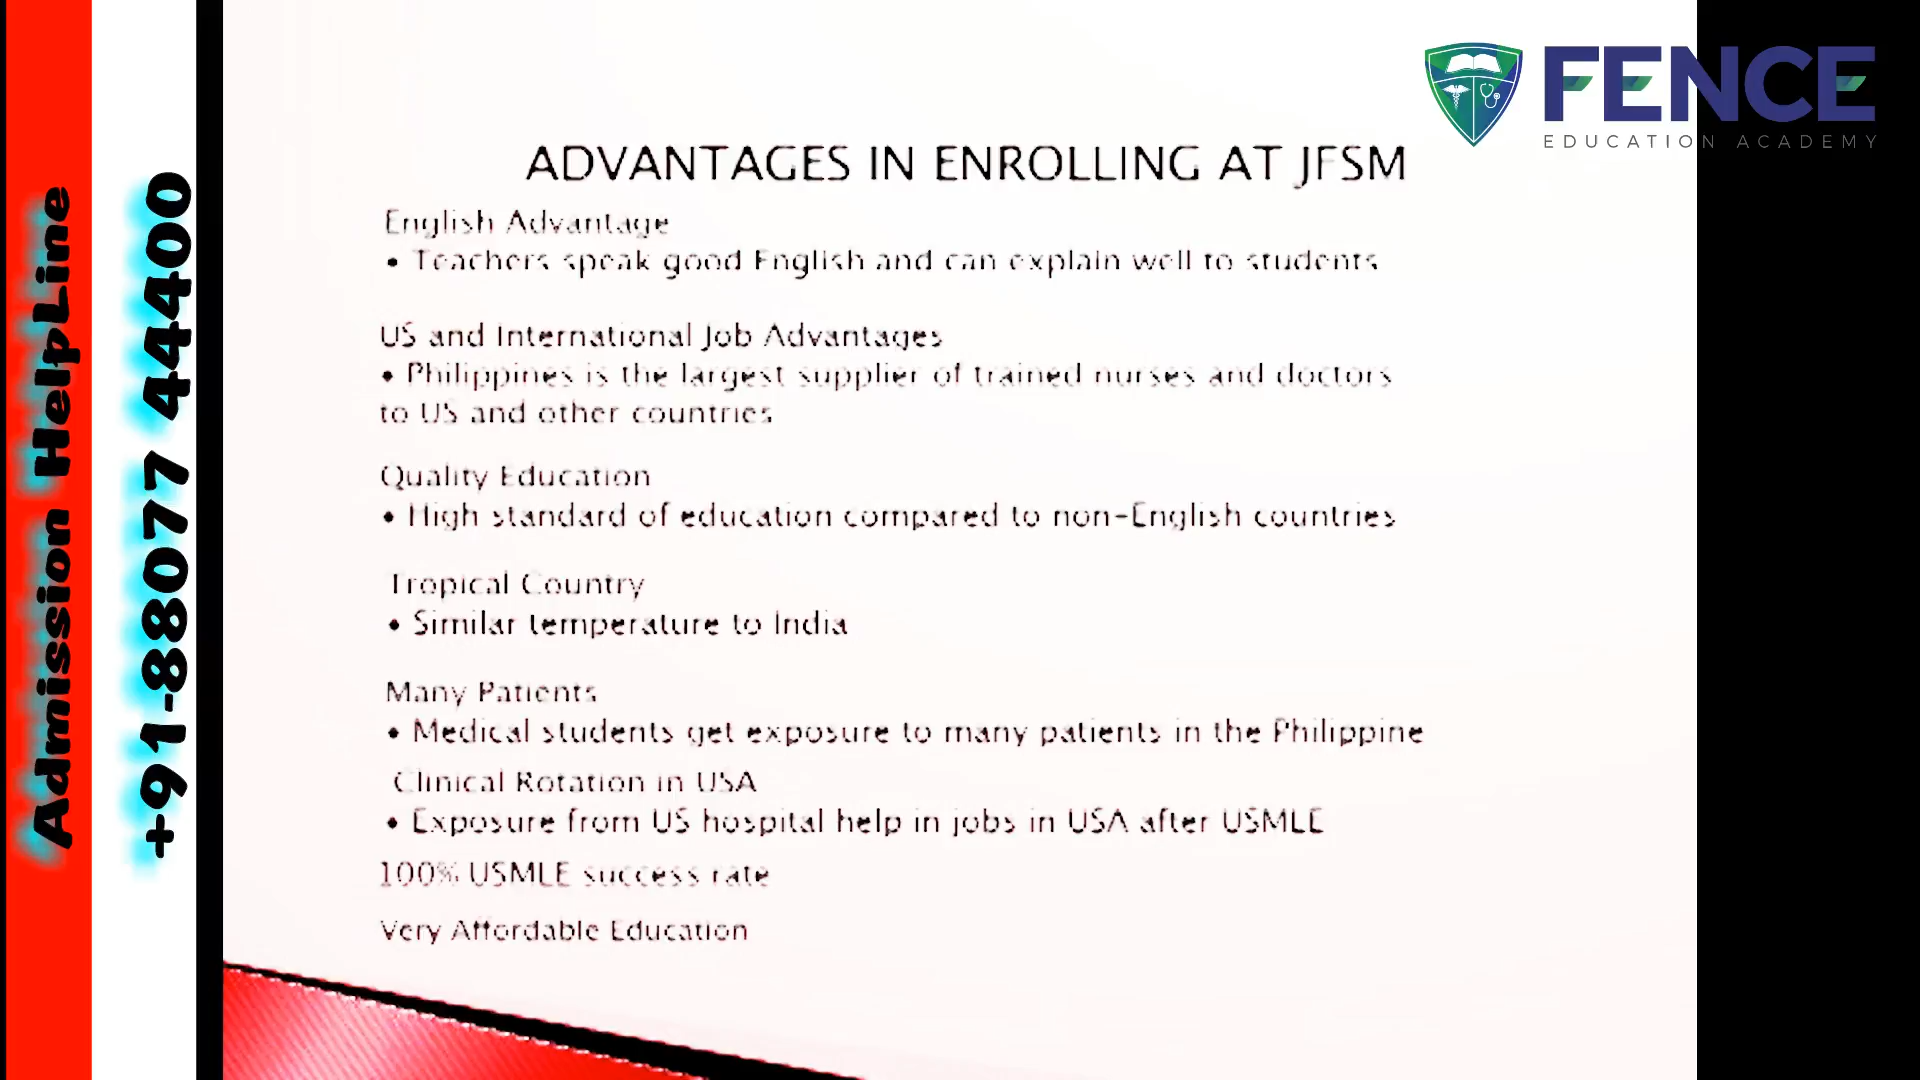 Admission HelpLine
+91-88077 44400
FENCE
EDUCATION ACADEMY
ADVANTAGES IN ENROLLING AT JFSM
English Advantage
• Teachers speak good English and can explain well to students
US and International Job Advantages
• Philippines is the largest supplier of trained nurses and doctors
to US and other countries
Quality Education
• High standard of education compared to non-English countries
Tropical Country
• Similar temperature to India
Many Patients
• Medical students get exposure to many patients in the Philippine
Clinical Rotation in USA
• Exposure from US hospital help in jobs in USA after USMLE
100% USMLE success rate
Very Affordable Education